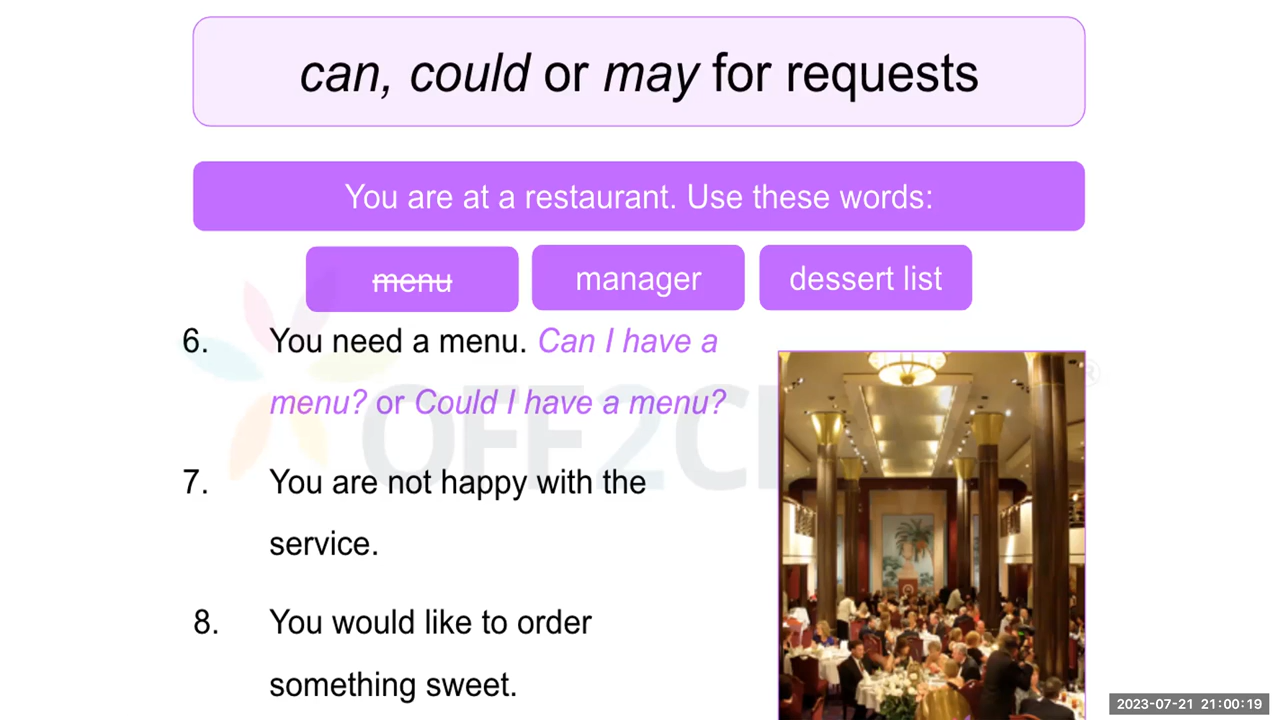 can, could or may for requests
You are at a restaurant. Use these words:
menu manager dessert list
6. You need a menu. Can I have a
menu? or Could I have a menu?
7. You are not happy with the
service.
8. You would like to order
something sweet.
2023-07-21 21:00:19